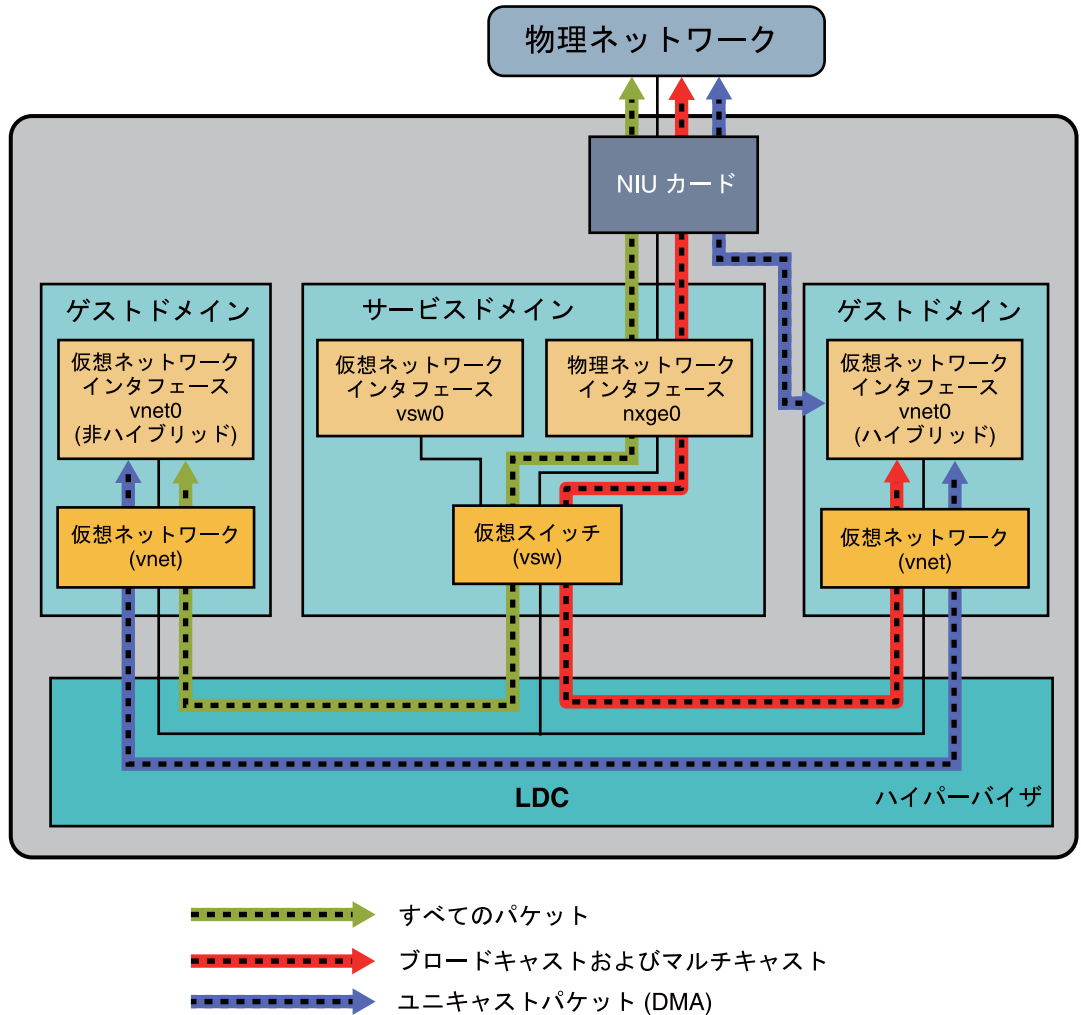 物理ネットワーク
NIU カード
ゲストドメイン
仮想ネットワーク
インタフェース
vnet0
(非ハイブリッド)
仮想ネットワーク
(vnet)
サービスドメイン
仮想ネットワーク
インタフェース
vsw0
物理ネットワーク
インタフェース
nxge0
仮想スイッチ
(vsw)
ゲストドメイン
仮想ネットワーク
インタフェース
vnet0
(ハイブリッド)
仮想ネットワーク
(vnet)
LDC
ハイパーバイザ
すべてのパケット
ブロードキャストおよびマルチキャスト
ユニキャストパケット (DMA)